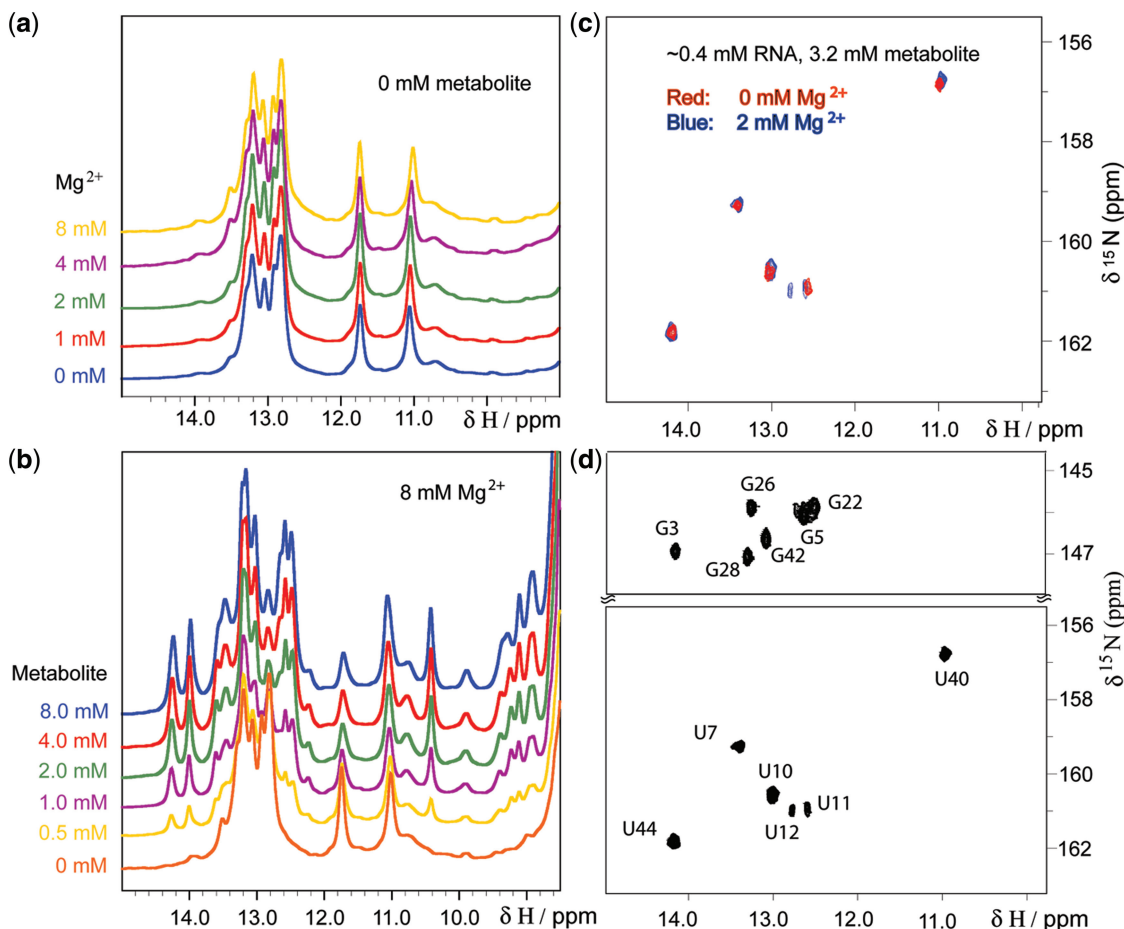 (a)
0 mM metabolite
Mg2+
8 mM
4 mM
2 mM
1 mM
0 mM
14.0 13.0 12.0 11.0 δ H / ppm
(b)
8 mM Mg2+
Metabolite
8.0 mM
4.0 mM
2.0 mM
1.0 mM
0.5 mM
0 mM
14.0 13.0 12.0 11.0 10.0 δ H / ppm
(c)
~0.4 mM RNA, 3.2 mM metabolite
Red: 0 mM Mg2+
Blue: 2 mM Mg2+
156
158
160
162
δ 15N (ppm)
14.0 13.0 12.0 11.0 δ H / ppm
(d)
G26
G22
G3
G5
G42
G28
145
147
U40
U7
U10
U11
U12
U44
156
158
160
162
δ 15N (ppm)
14.0 13.0 12.0 11.0 δ H / ppm